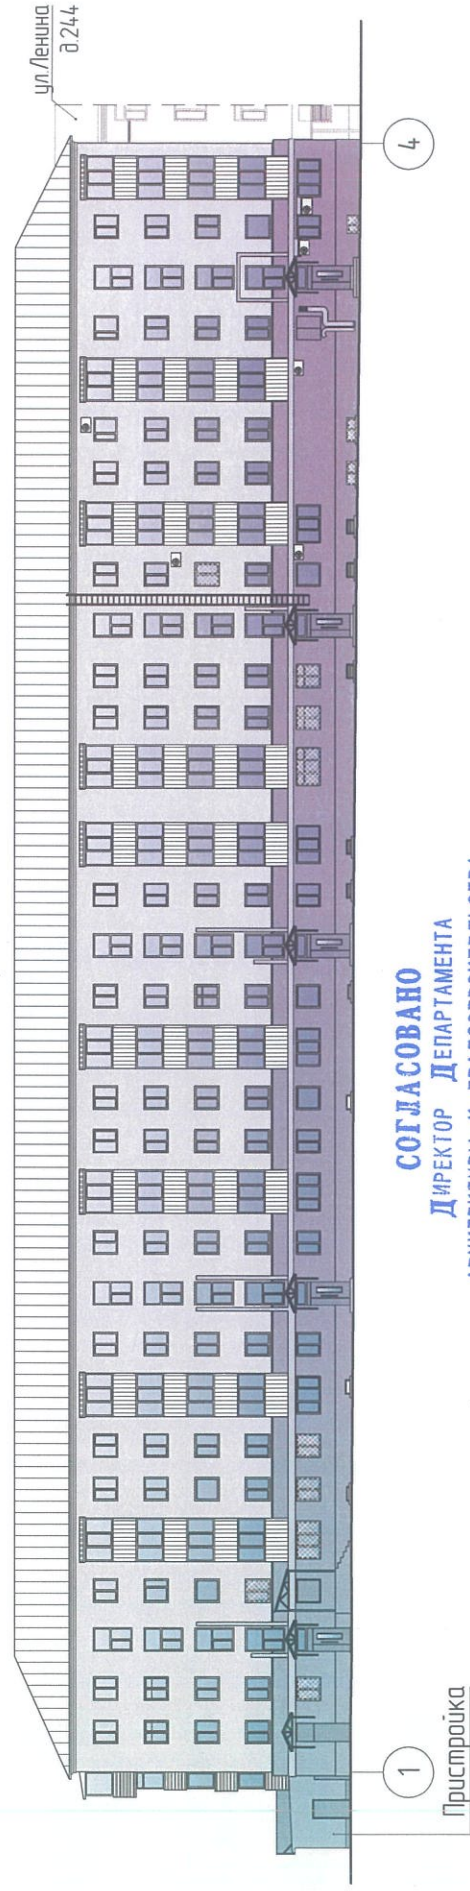 ул.Ленина
д.244
4
СОГЛАСОВАНО
ДИРЕКТОР ДЕПАРТАМЕНТА
1
Пристройка